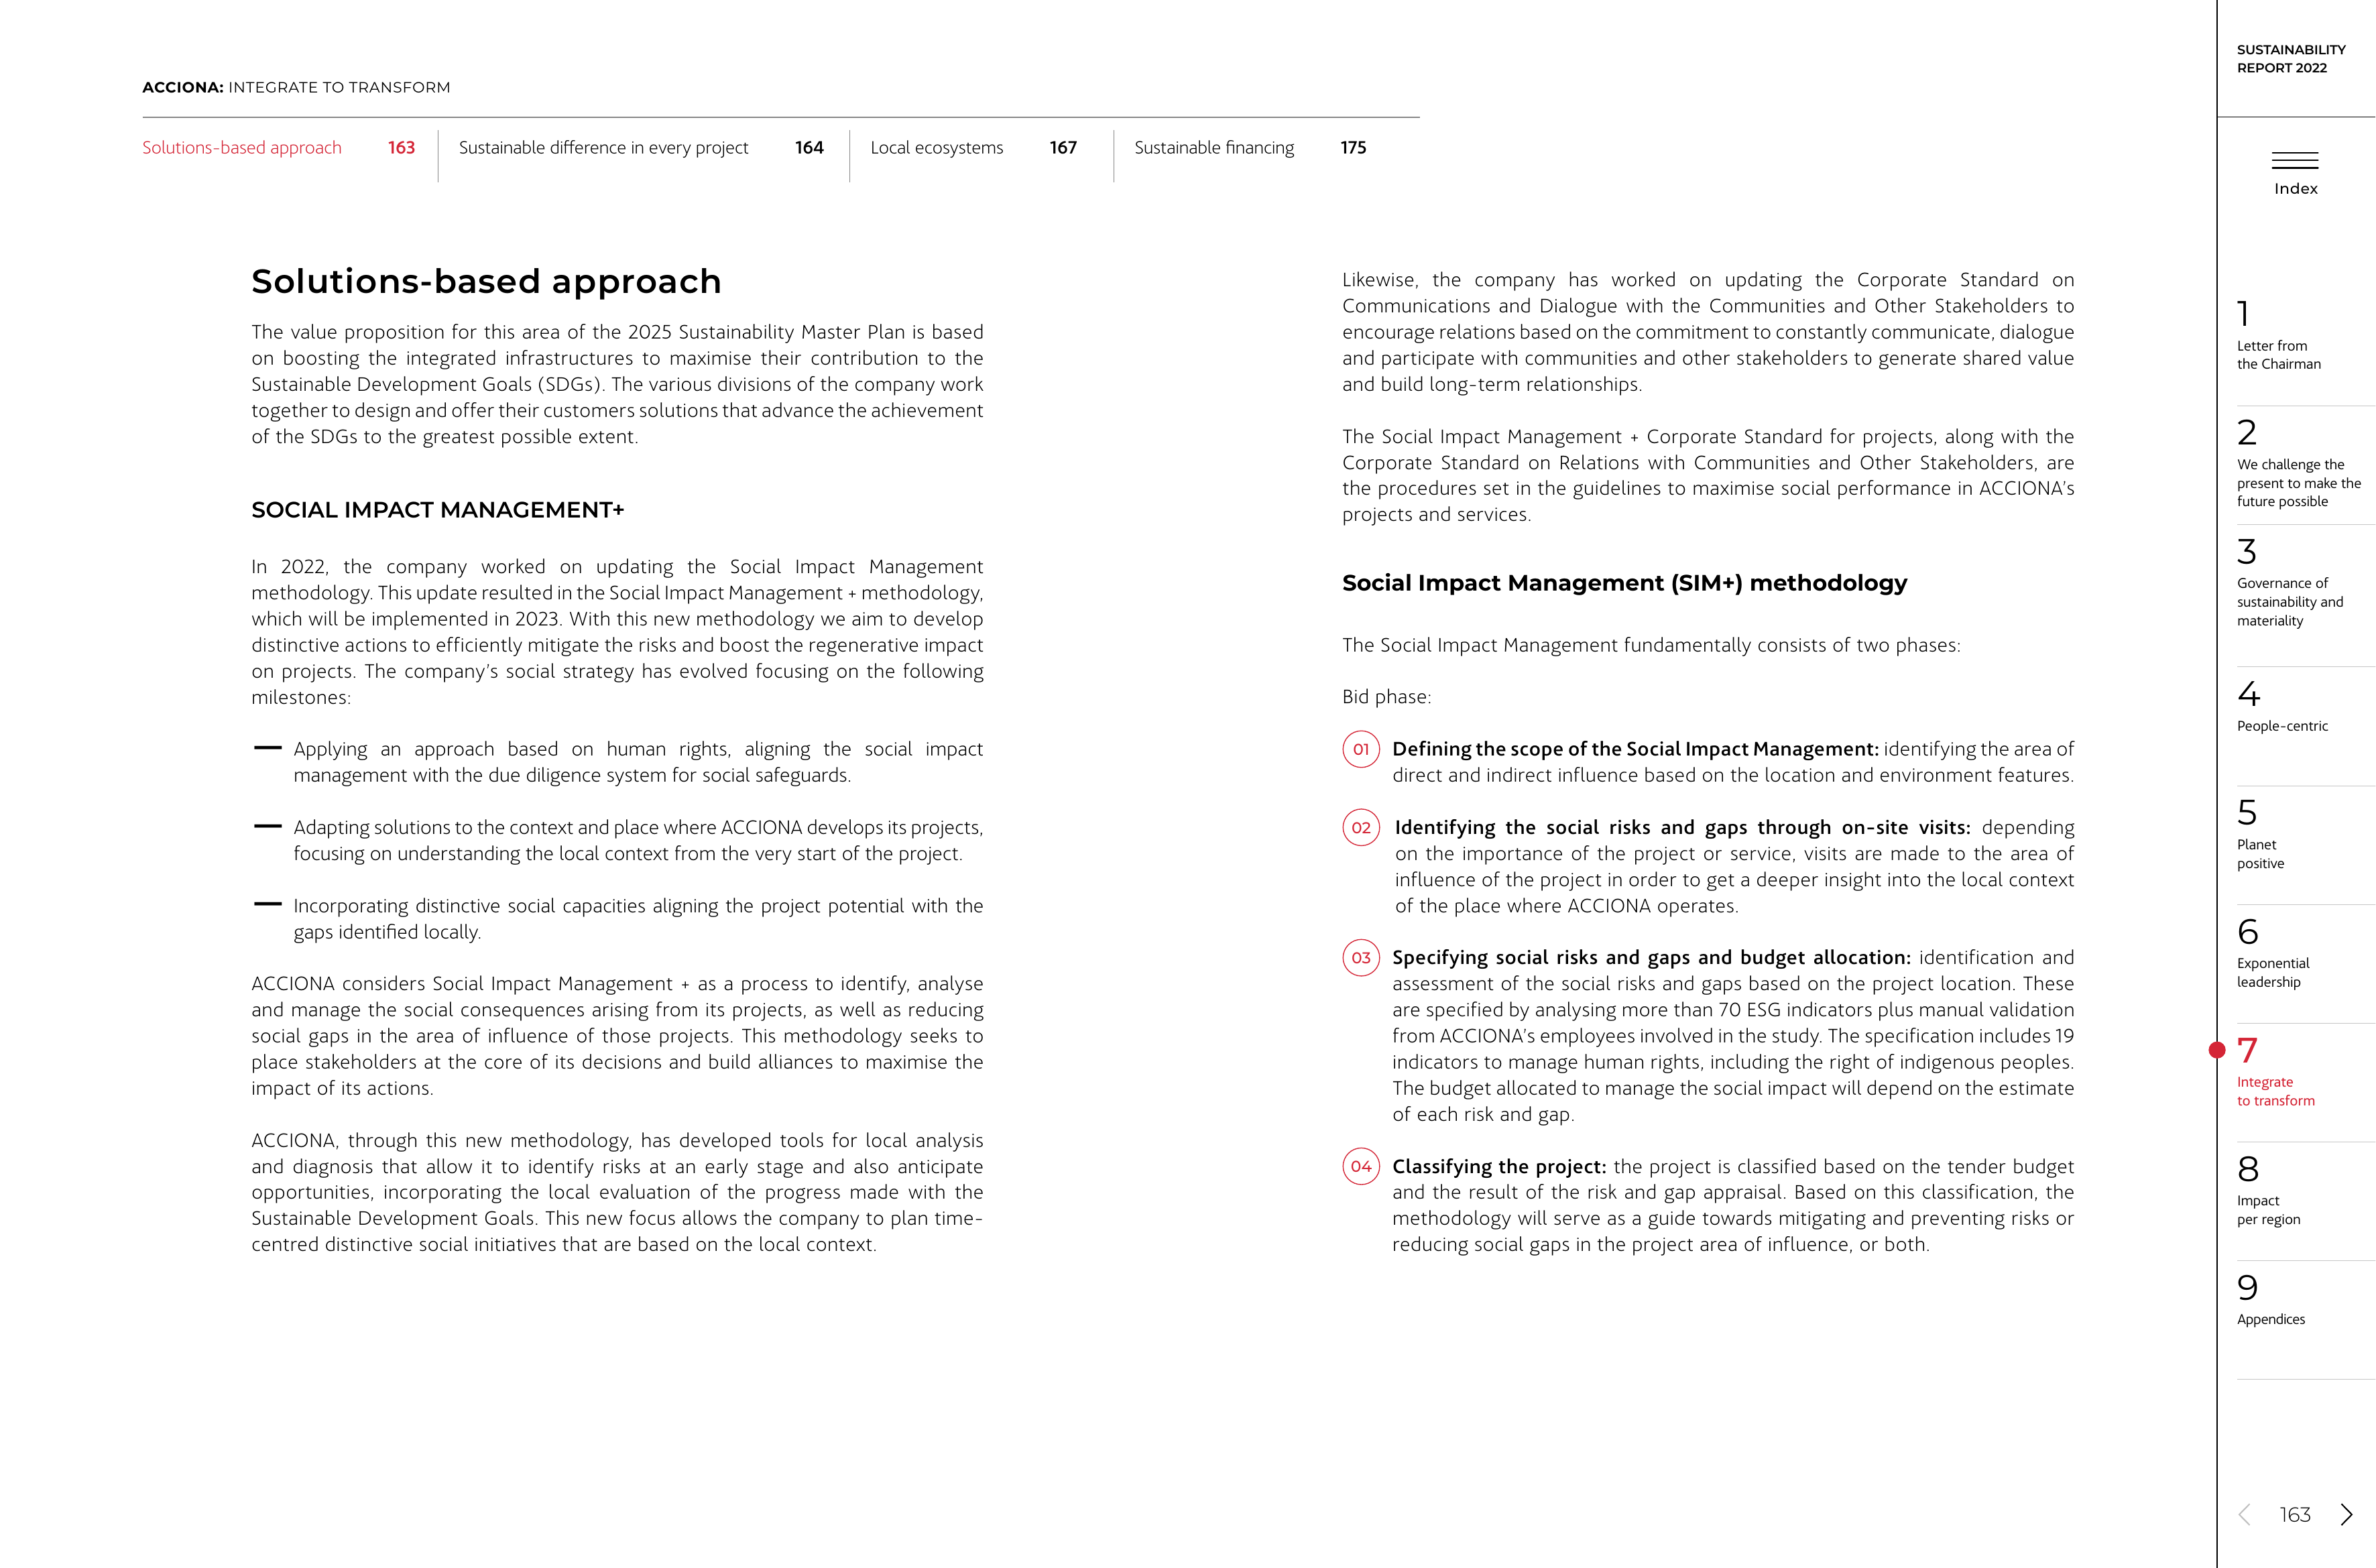 ACCIONA: INTEGRATE TO TRANSFORM
Solutions-based approach 163
Sustainable difference in every project 164
Local ecosystems 167
Sustainable financing 175
Solutions-based approach
The value proposition for this area of the 2025 Sustainability Master Plan is based
on boosting the integrated infrastructures to maximise their contribution to the
Sustainable Development Goals (SDGs). The various divisions of the company work
together to design and offer their customers solutions that advance the achievement
of the SDGs to the greatest possible extent.
SOCIAL IMPACT MANAGEMENT+
In 2022, the company worked on updating the Social Impact Management
methodology. This update resulted in the Social Impact Management + methodology,
which will be implemented in 2023. With this new methodology we aim to develop
distinctive actions to efficiently mitigate the risks and boost the regenerative impact
on projects. The company's social strategy has evolved focusing on the following
milestones:
— Applying an approach based on human rights, aligning the social impact
management with the due diligence system for social safeguards.
— Adapting solutions to the context and place where ACCIONA develops its projects,
focusing on understanding the local context from the very start of the project.
— Incorporating distinctive social capacities aligning the project potential with the
gaps identified locally.
ACCIONA considers Social Impact Management + as a process to identify, analyse
and manage the social consequences arising from its projects, as well as reducing
social gaps in the area of influence of those projects. This methodology seeks to
place stakeholders at the core of its decisions and build alliances to maximise the
impact of its actions.
ACCIONA, through this new methodology, has developed tools for local analysis
and diagnosis that allow it to identify risks at an early stage and also anticipate
opportunities, incorporating the local evaluation of the progress made with the
Sustainable Development Goals. This new focus allows the company to plan time-
centred distinctive social initiatives that are based on the local context.
Likewise, the company has worked on updating the Corporate Standard on
Communications and Dialogue with the Communities and Other Stakeholders to
encourage relations based on the commitment to constantly communicate, dialogue
and participate with communities and other stakeholders to generate shared value
and build long-term relationships.
The Social Impact Management + Corporate Standard for projects, along with the
Corporate Standard on Relations with Communities and Other Stakeholders, are
the procedures set in the guidelines to maximise social performance in ACCIONA's
projects and services.
Social Impact Management (SIM+) methodology
The Social Impact Management fundamentally consists of two phases:
Bid phase:
01 Defining the scope of the Social Impact Management: identifying the area of
direct and indirect influence based on the location and environment features.
02 Identifying the social risks and gaps through on-site visits: depending
on the importance of the project or service, visits are made to the area of
influence of the project in order to get a deeper insight into the local context
of the place where ACCIONA operates.
03 Specifying social risks and gaps and budget allocation: identification and
assessment of the social risks and gaps based on the project location. These
are specified by analysing more than 70 ESG indicators plus manual validation
from ACCIONA's employees involved in the study. The specification includes 19
indicators to manage human rights, including the right of indigenous peoples.
The budget allocated to manage the social impact will depend on the estimate
of each risk and gap.
04 Classifying the project: the project is classified based on the tender budget
and the result of the risk and gap appraisal. Based on this classification, the
methodology will serve as a guide towards mitigating and preventing risks or
reducing social gaps in the project area of influence, or both.
SUSTAINABILITY
REPORT 2022
Index
1
Letter from
the Chairman
2
We challenge the
present to make the
future possible
3
Governance of
sustainability and
materiality
4
People-centric
5
Planet
positive
6
Exponential
leadership
7
Integrate
to transform
8
Impact
per region
9
Appendices
163